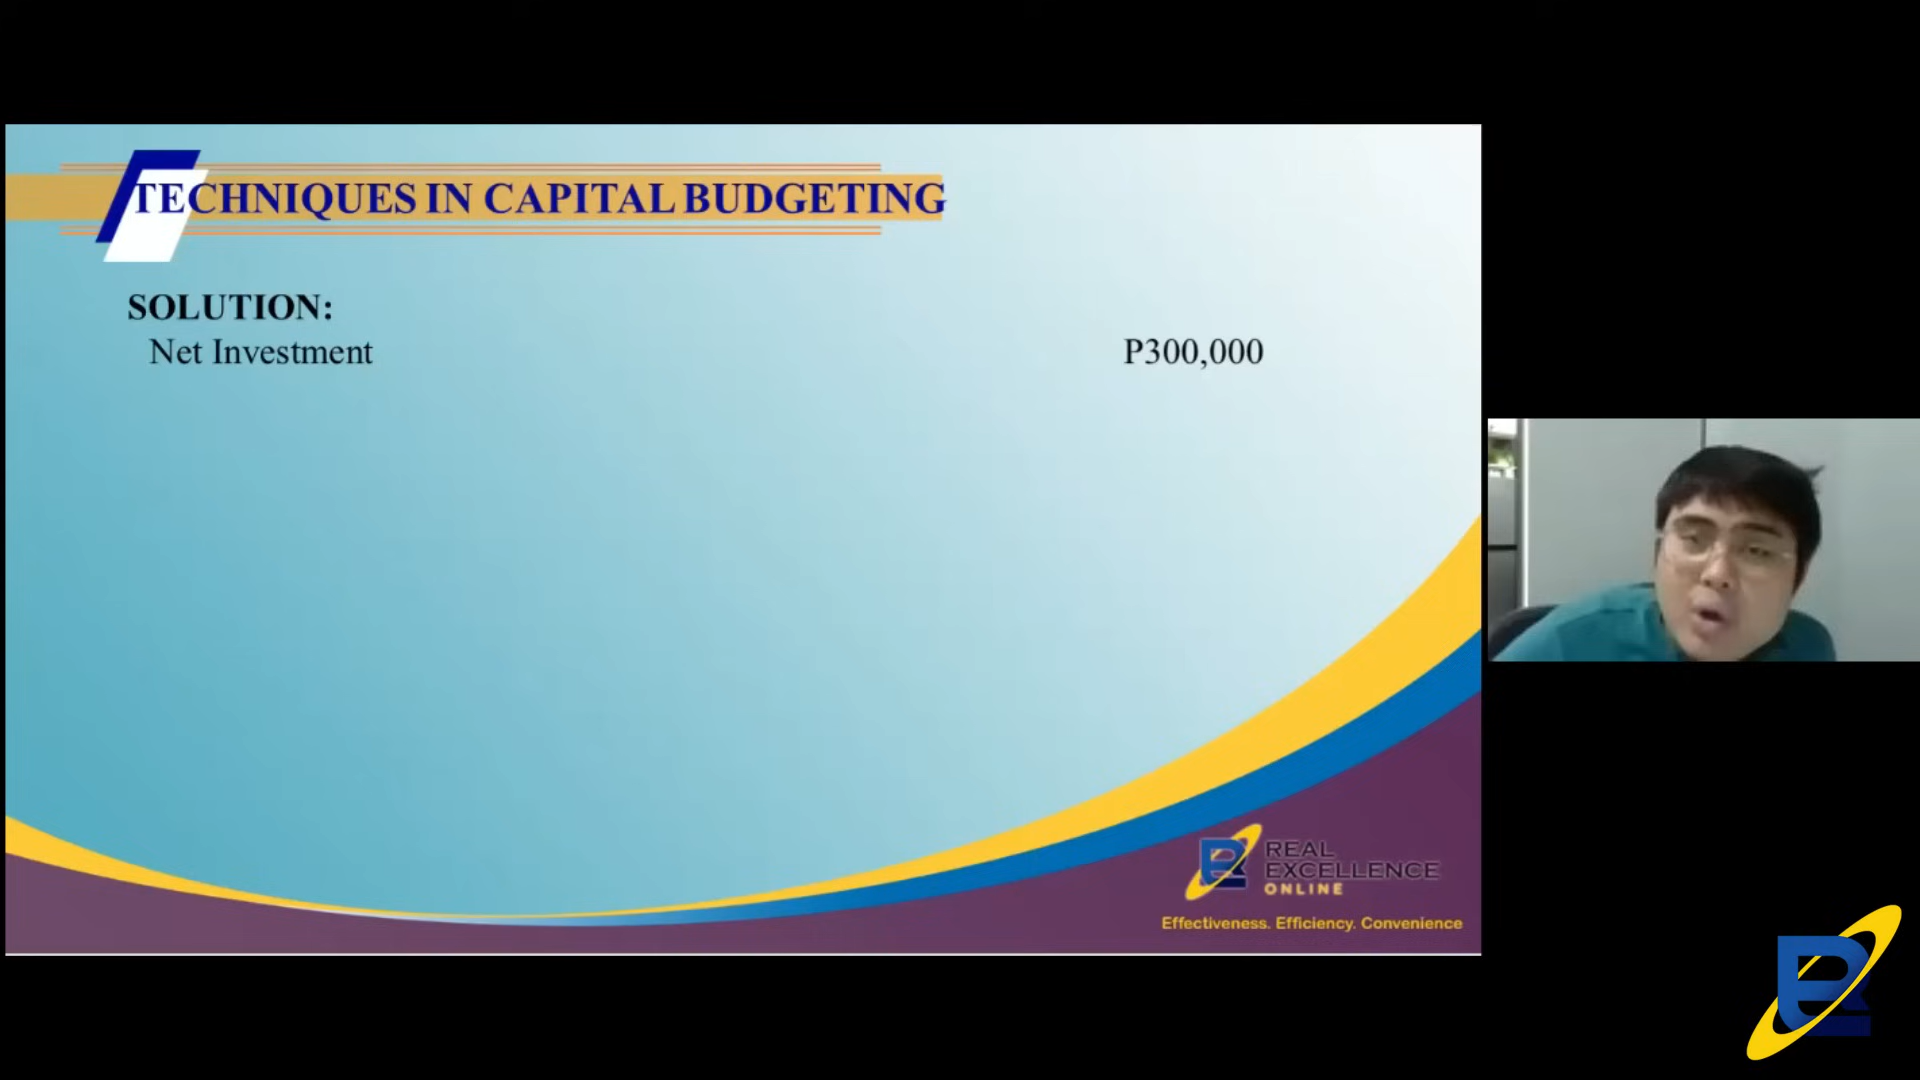 TECHNIQUES IN CAPITAL BUDGETING
SOLUTION:
Net Investment P300,000
REAL
EXCELLENCE
ONLINE
Effectiveness. Efficiency. Convenience